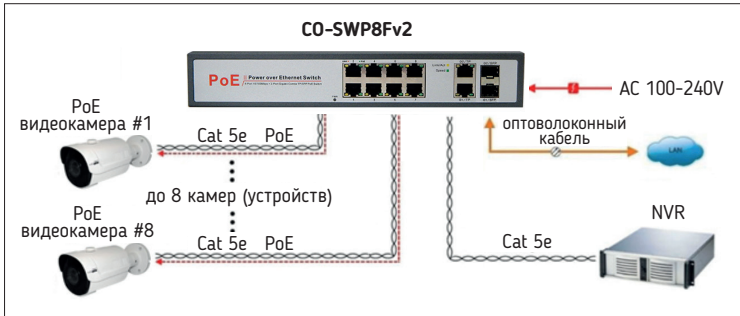 CO-SWP8Fv2
PoE Power over Ethernet Switch
AC 100-240V
PoE
видеокамера #1
Cat 5e PoE
оптоволоконный
кабель
LAN
до 8 камер (устройств)
PoE
видеокамера #8
Cat 5e PoE
Cat 5e
NVR